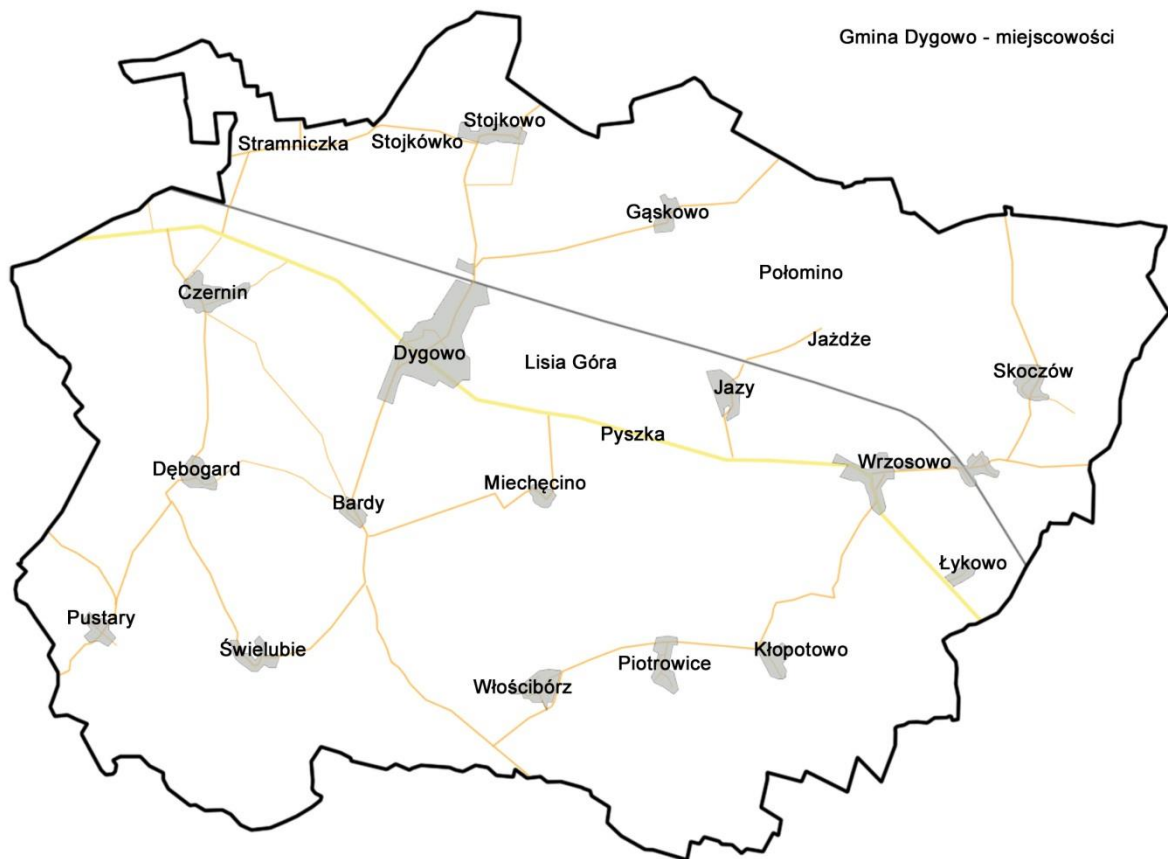 Gmina Dygowo - miejscowości
Stojkowo
Stramniczka
Stojkówko
Gąskowo
Połomino
Czernin
Jażdże
Dygowo
Lisia Góra
Skoczów
Jazy
Pyszka
Wrzosowo
Dębogard
Miechęcino
Bardy
Łykowo
Pustary
Świelubie
Kłopotowo
Piotrowice
Włościbórz